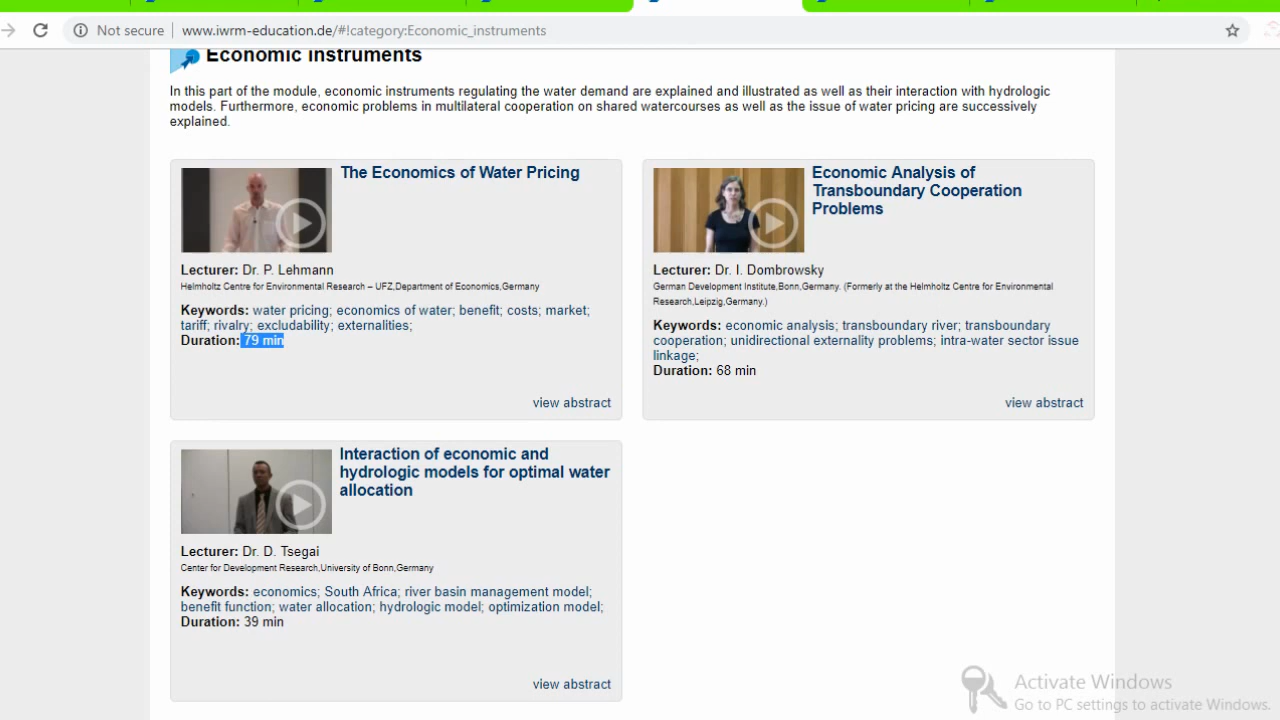 Not secure
www.iwrm-education.de/#!category:Economic_instruments
Economic instruments
In this part of the module, economic instruments regulating the water demand are explained and illustrated as well as their interaction with hydrologic
models. Furthermore, economic problems in multilateral cooperation on shared watercourses as well as the issue of water pricing are successively
explained.
The Economics of Water Pricing
Lecturer: Dr. P. Lehmann
Helmholtz Centre for Environmental Research – UFZ,Department of Economics,Germany
Keywords: water pricing; economics of water; benefit; costs; market;
tariff; rivalry; excludability; externalities;
Duration: 79 min
view abstract
Economic Analysis of
Transboundary Cooperation
Problems
Lecturer: Dr. I. Dombrowsky
German Development Institute,Bonn,Germany. (Formerly at the Helmholtz Centre for Environmental
Research,Leipzig,Germany.)
Keywords: economic analysis; transboundary river; transboundary
cooperation; unidirectional externality problems; intra-water sector issue
linkage;
Duration: 68 min
view abstract
Interaction of economic and
hydrologic models for optimal water
allocation
Lecturer: Dr. D. Tsegai
Center for Development Research,University of Bonn,Germany
Keywords: economics; South Africa; river basin management model;
benefit function; water allocation; hydrologic model; optimization model;
Duration: 39 min
view abstract
Activate Windows
Go to PC settings to activate Windows.